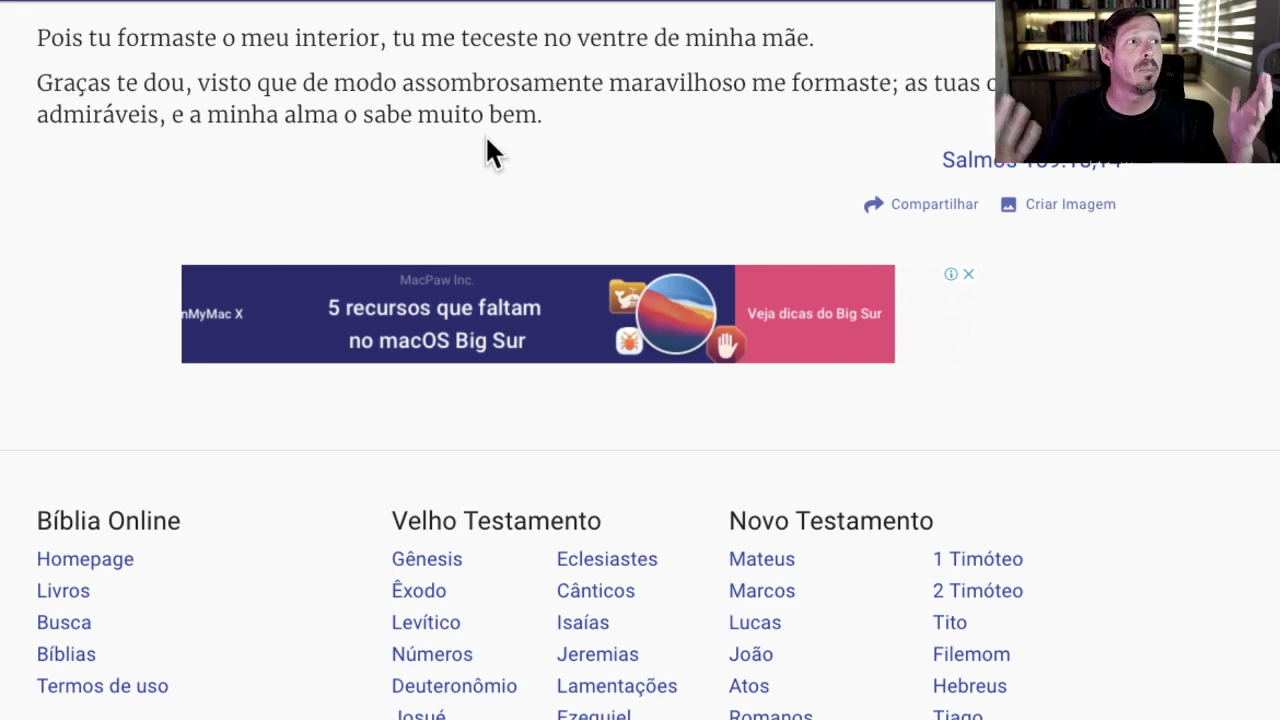 Pois tu formaste o meu interior, tu me teceste no ventre de minha mãe.
Graças te dou, visto que de modo assombrosamente maravilhoso me formaste; as tuas
admiráveis, e a minha alma o sabe muito bem.
Compartilhar
Criar Imagem
MacPaw Inc.
nMyMac X
5 recursos que faltam
no macOS Big Sur
Veja dicas do Big Sur
Bíblia Online
Homepage
Livros
Busca
Bíblias
Termos de uso
Velho Testamento
Gênesis
Êxodo
Levítico
Números
Deuteronômio
Josué
Eclesiastes
Cânticos
Isaías
Jeremias
Lamentações
Ezequiel
Novo Testamento
Mateus
Marcos
Lucas
João
Atos
Romanos
1 Timóteo
2 Timóteo
Tito
Filemom
Hebreus
Tiago